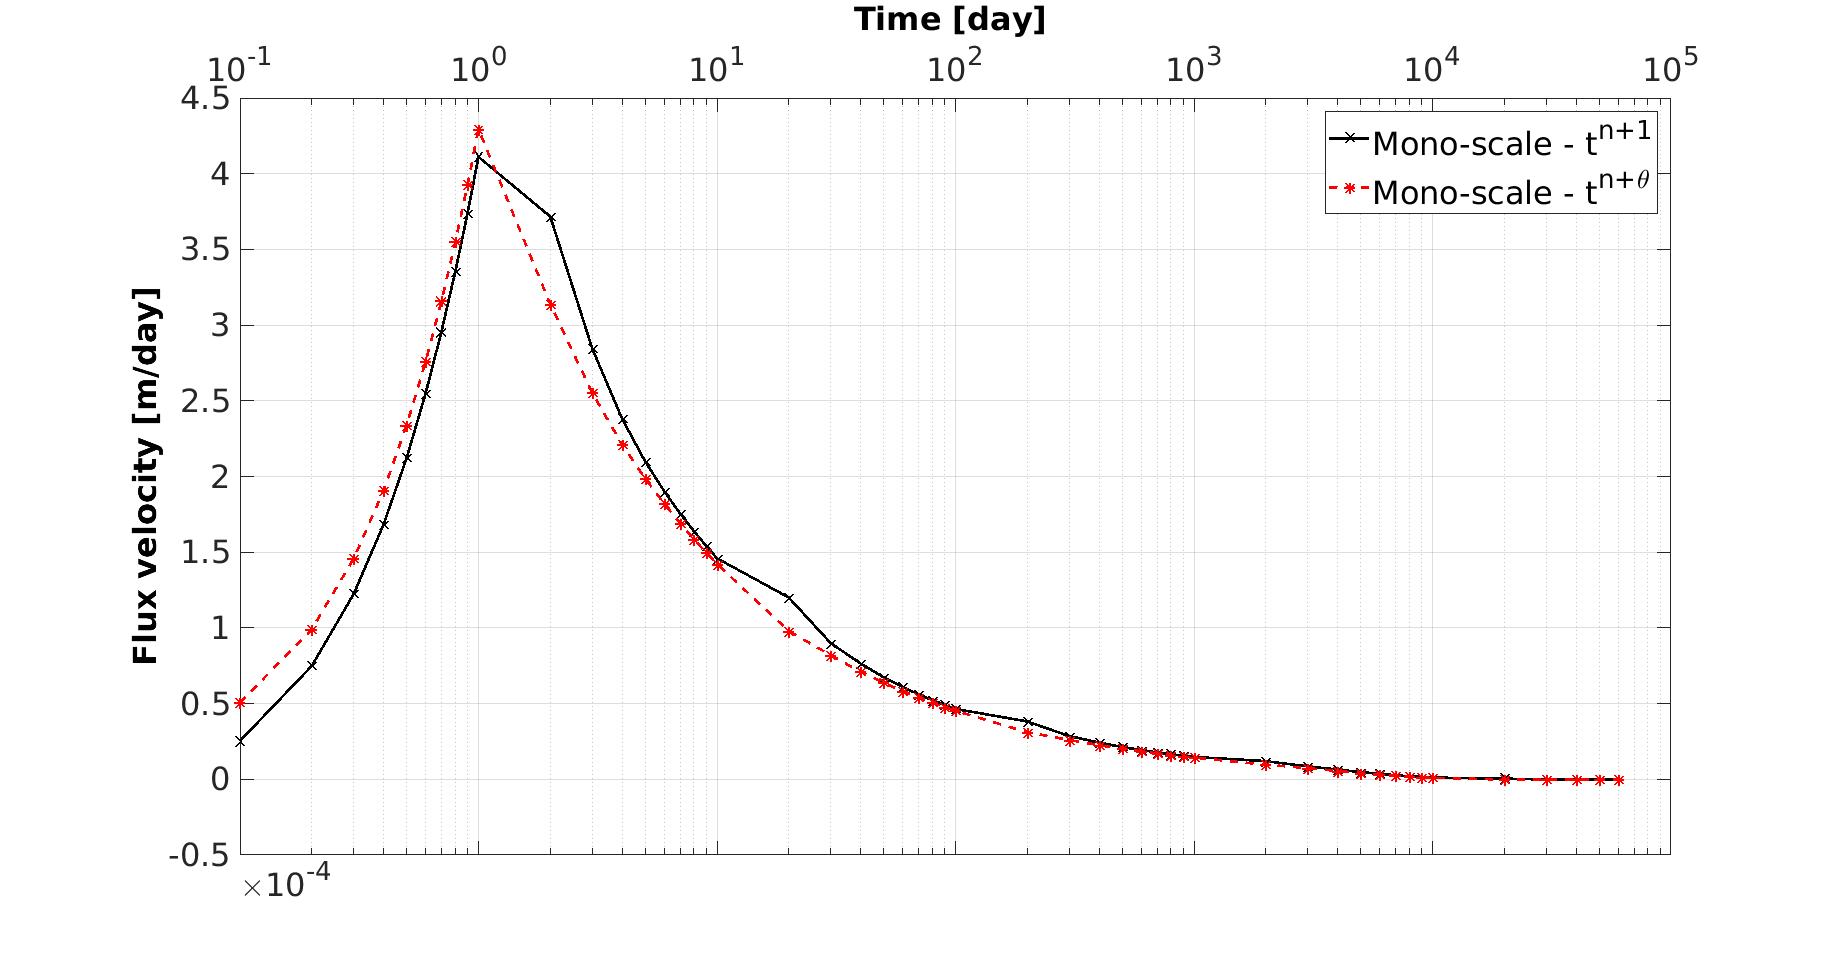 Time [day]
10^-1 10^0 10^1 10^2 10^3 10^4 10^5
4.5
4
3.5
3
2.5
2
1.5
1
0.5
0
-0.5
×10^-4
Flux velocity [m/day]
Mono-scale - t^n+1
Mono-scale - t^n+θ